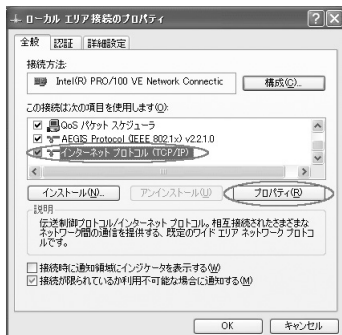 ローカル エリア接続のプロパティ
全般 認証 詳細設定
接続方法:
Intel(R) PRO/100 VE Network Connectic
構成(C)...
この接続は次の項目を使用します(O):
QoS パケット スケジューラ
AEGIS Protocol (IEEE 802.1x) v2.2.1.0
インターネット プロトコル (TCP/IP)
インストール(N)... アンインストール(U) プロパティ(R)
説明
伝送制御プロトコル/インターネット プロトコル。相互接続されたさまざまな
ネットワーク間の通信を提供する、既定のワイド エリア ネットワーク プロトコ
ルです。
接続時に通知領域にインジケータを表示する(W)
接続が限られているか利用不可能な場合に通知する(M)
OK キャンセル